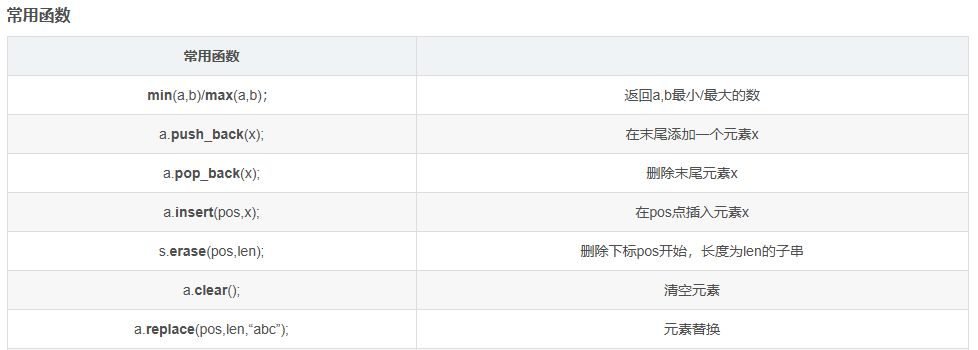 常用函数
常用函数
min(a,b)/max(a,b); 返回a,b最小/最大的数
a.push_back(x); 在末尾添加一个元素x
a.pop_back(x); 删除末尾元素x
a.insert(pos,x); 在pos点插入元素x
s.erase(pos,len); 删除下标pos开始，长度为len的子串
a.clear(); 清空元素
a.replace(pos,len,“abc”); 元素替换